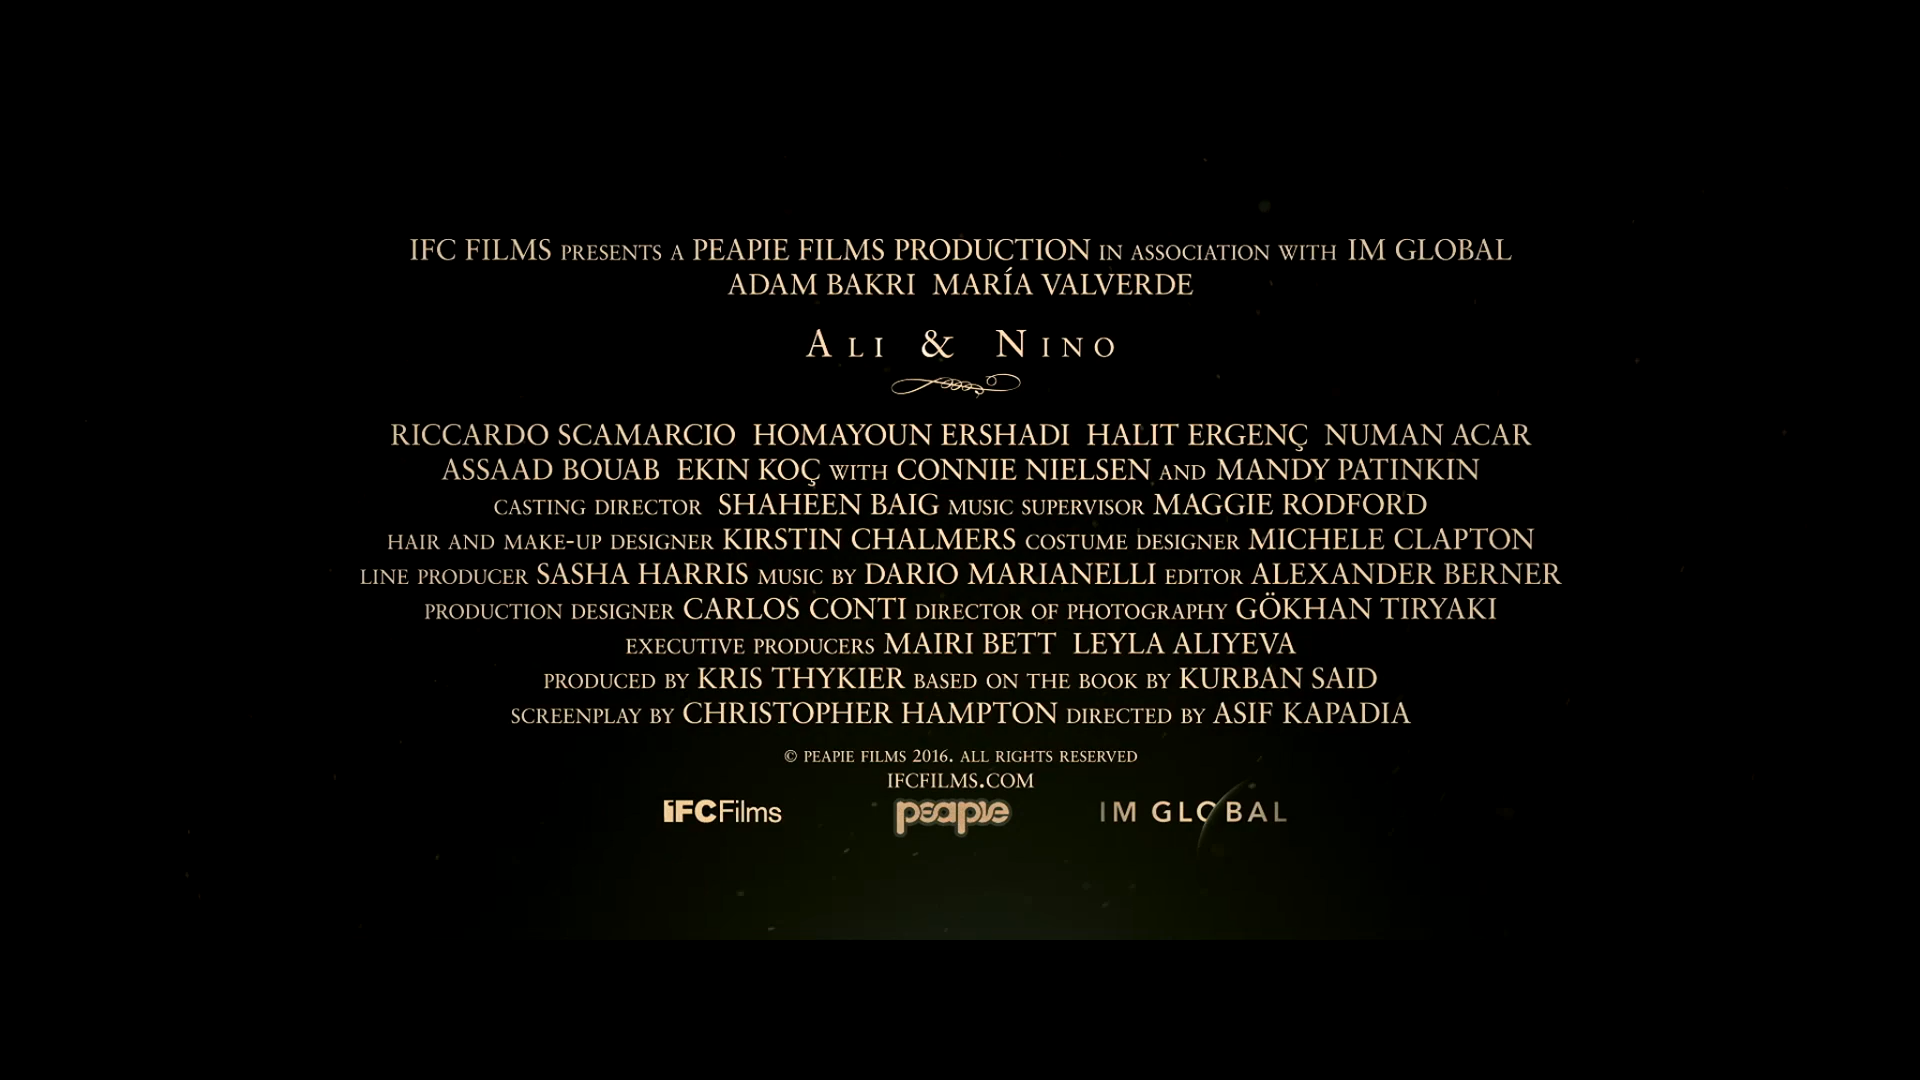 IFC FILMS PRESENTS A PEAPIE FILMS PRODUCTION IN ASSOCIATION WITH IM GLOBAL
ADAM BAKRI MARÍA VALVERDE
ALI & NINO
RICCARDO SCAMARCIO HOMAYOUN ERSHADI HALIT ERGENÇ NUMAN ACAR
ASSAAD BOUAB EKIN KOÇ WITH CONNIE NIELSEN AND MANDY PATINKIN
CASTING DIRECTOR SHAHEEN BAIG MUSIC SUPERVISOR MAGGIE RODFORD
HAIR AND MAKE-UP DESIGNER KIRSTIN CHALMERS COSTUME DESIGNER MICHELE CLAPTON
LINE PRODUCER SASHA HARRIS MUSIC BY DARIO MARIANELLI EDITOR ALEXANDER BERNER
PRODUCTION DESIGNER CARLOS CONTI DIRECTOR OF PHOTOGRAPHY GÖKHAN TIRYAKI
EXECUTIVE PRODUCERS MAIRI BETT LEYLA ALIYEVA
PRODUCED BY KRIS THYKIER BASED ON THE BOOK BY KURBAN SAID
SCREENPLAY BY CHRISTOPHER HAMPTON DIRECTED BY ASIF KAPADIA
© PEAPIE FILMS 2016. ALL RIGHTS RESERVED
IFCFILMS.COM
IFC Films peapie IM GLOBAL